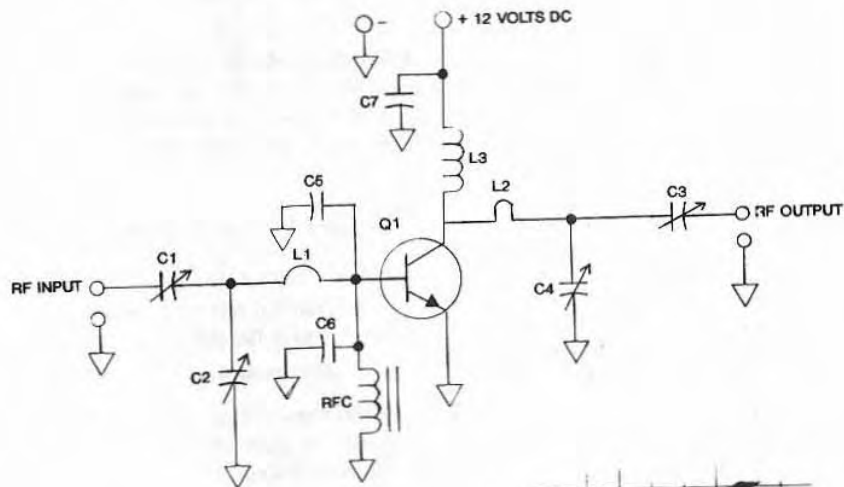 -
+ 12 VOLTS DC
C7
L3
C5
L2
C3
Q1
RF OUTPUT
C1
L1
RF INPUT
C4
C6
C2
RFC